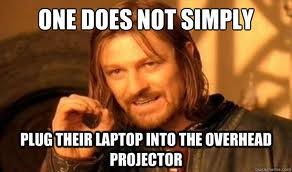 ONE DOES NOT SIMPLY
PLUG THEIR LAPTOP INTO THE OVERHEAD
PROJECTOR